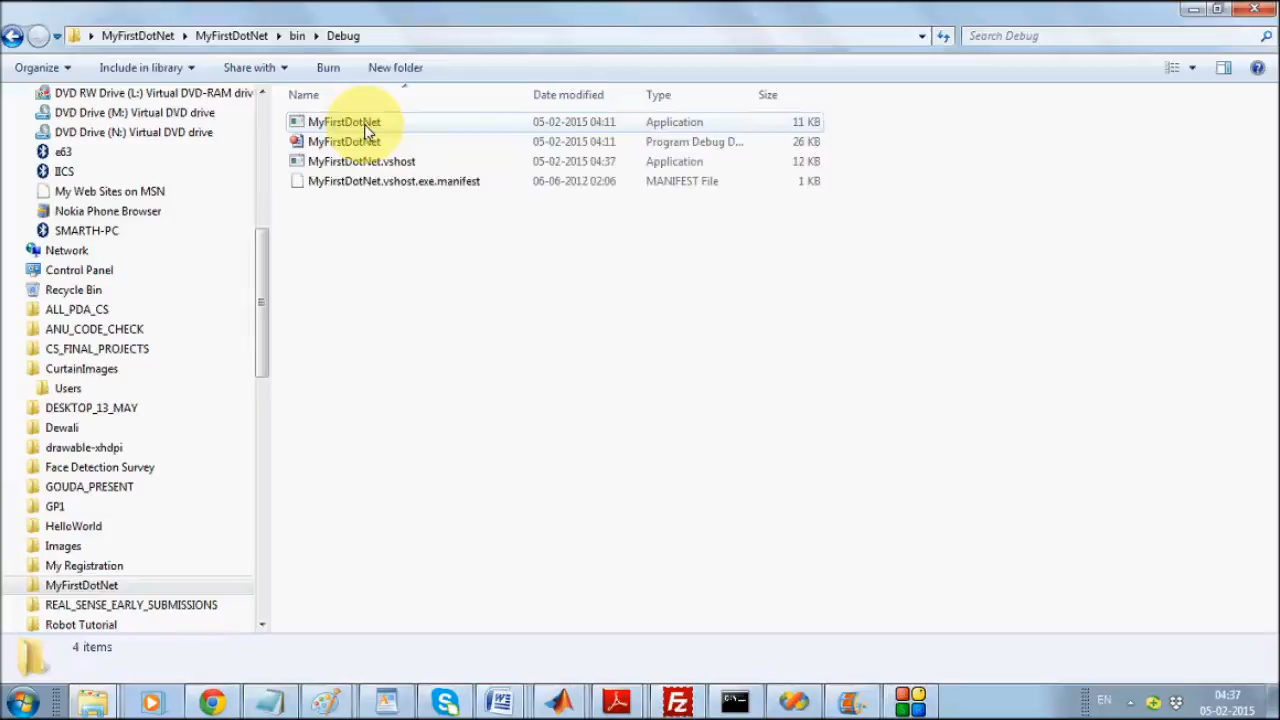 MyFirstDotNet MyFirstDotNet bin Debug
Search Debug
Organize Include in library Share with Burn New folder
Name Date modified Type Size
MyFirstDotNet 05-02-2015 04:11 Application 11 KB
MyFirstDotNet 05-02-2015 04:11 Program Debug D... 26 KB
MyFirstDotNet.vshost 05-02-2015 04:37 Application 12 KB
MyFirstDotNet.vshost.exe.manifest 06-06-2012 02:06 MANIFEST File 1 KB
DVD RW Drive (L:) Virtual DVD-RAM driv
DVD Drive (M:) Virtual DVD drive
DVD Drive (N:) Virtual DVD drive
e63
IICS
My Web Sites on MSN
Nokia Phone Browser
SMARTH-PC
Network
Control Panel
Recycle Bin
ALL_PDA_CS
ANU_CODE_CHECK
CS_FINAL_PROJECTS
CurtainImages
Users
DESKTOP_13_MAY
Dewali
drawable-xhdpi
Face Detection Survey
GOUDA_PRESENT
GP1
HelloWorld
Images
My Registration
MyFirstDotNet
REAL_SENSE_EARLY_SUBMISSIONS
Robot Tutorial
4 items
EN
04:37
05-02-2015